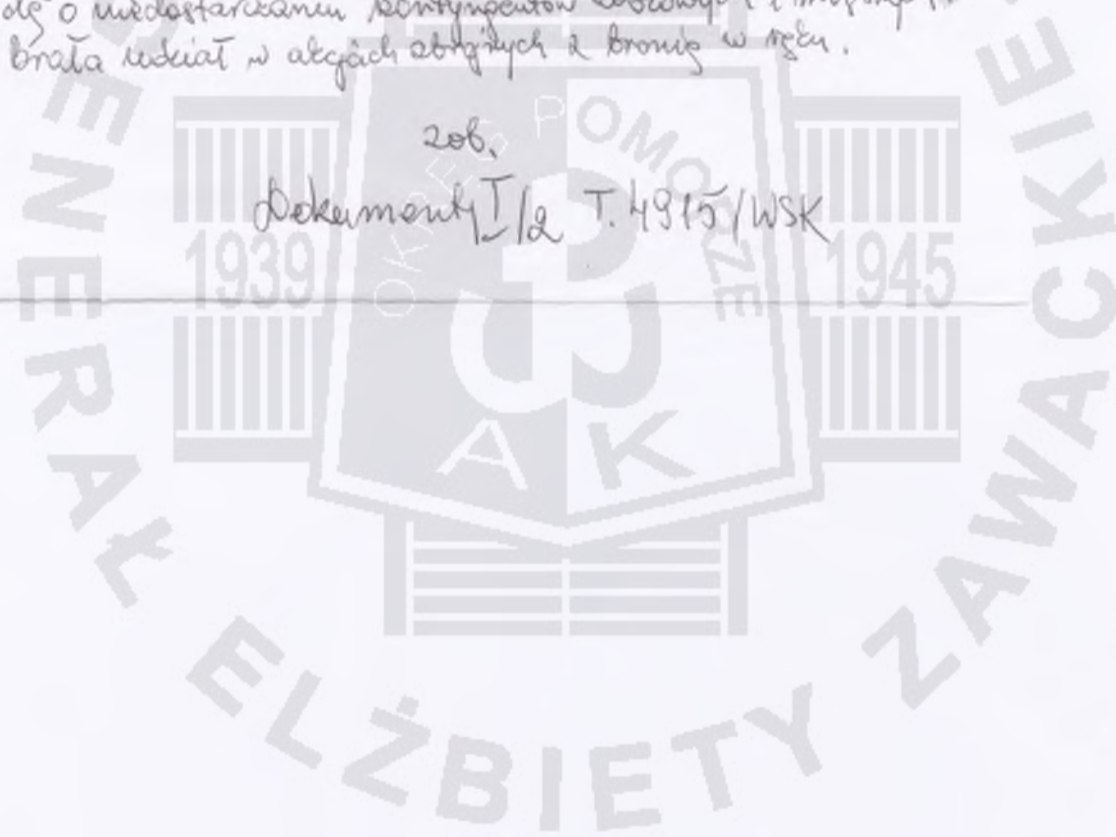 o niedostarczaniu kontyngentów
brała udział w akcjach zbrojnych z bronią w ręku.
zob.
Dokumenty I/2 T. 4915/WSK
OKRĘG POMORZE
1939
1945
AK
GENERAŁ ELŻBIETY ZAWACKIE